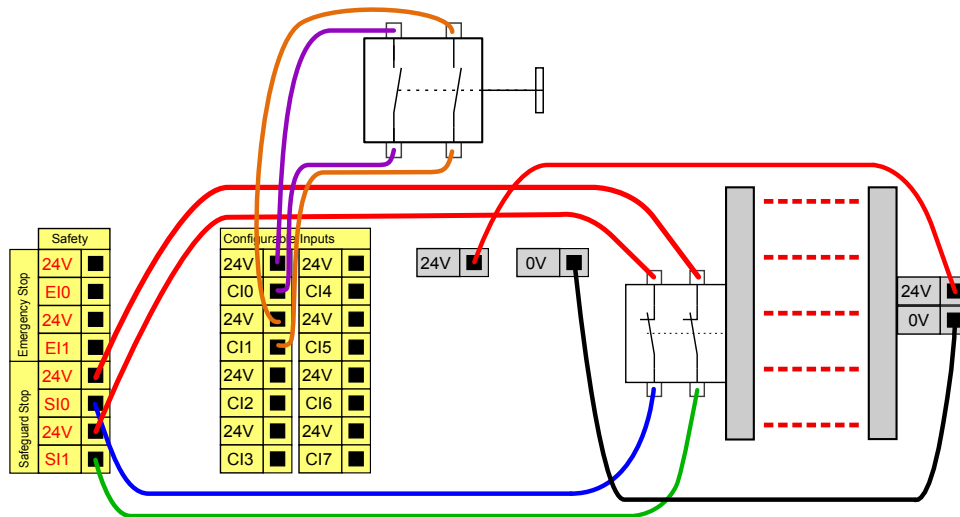 Safety
Emergency Stop
24V
EI0
24V
EI1
Safeguard Stop
24V
SI0
24V
SI1
Configurable Inputs
24V 24V
CI0 CI4
24V 24V
CI1 CI5
24V 24V
CI2 CI6
24V 24V
CI3 CI7
24V
0V
24V
0V